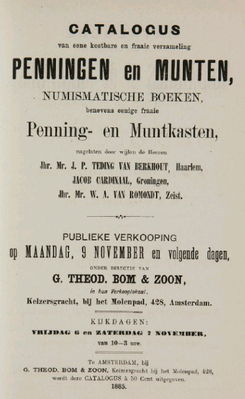 CATALOGUS
van eene kostbare en fraaie verzameling
PENNINGEN en MUNTEN,
NUMISMATISCHE BOEKEN,
benevens eenige fraaie
Penning- en Muntkasten,
nagelaten door wijlen de Heeren
Jhr. Mr. J. P. TEDING VAN BERKHOUT, Haarlem,
JACOB CARDINAAL, Groningen,
Jhr. Mr. W. A. VAN ROMONDT, Zeist.
PUBLIEKE VERKOOPING
op MAANDAG, 9 NOVEMBER en volgende dagen,
ONDER DIRECTIE VAN
G. THEOD. BOM & ZOON,
in hun Verkooplokaal,
Keizersgracht, bij het Molenpad, 428, Amsterdam.
KIJKDAGEN:
VRIJDAG 6 en ZATERDAG 7 NOVEMBER,
van 10–3 uur.
Te AMSTERDAM, bij
G. THEOD. BOM & ZOON, Keizersgracht bij het Molenpad, 428,
wordt deze CATALOGUS à 50 Cent uitgegeven.
1885.